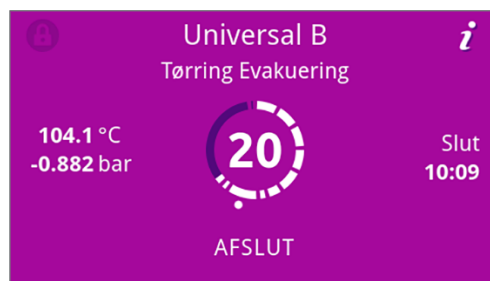 Universal B
i
Tørring Evakuering
104.1 °C
-0.882 bar
20
Slut
10:09
AFSLUT